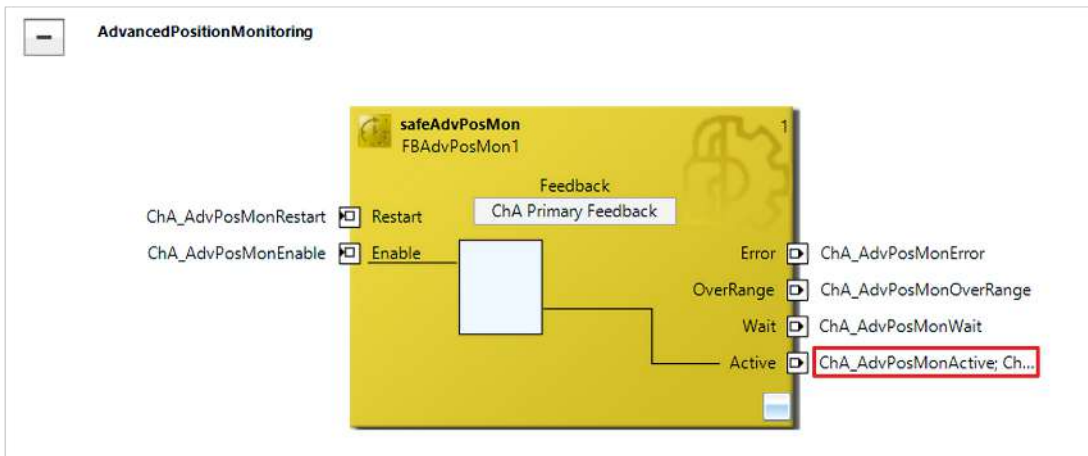 AdvancedPositionMonitoring
safeAdvPosMon
1
FBAdvPosMon1
Feedback
ChA Primary Feedback
ChA_AdvPosMonRestart Restart
ChA_AdvPosMonEnable Enable
Error ChA_AdvPosMonError
OverRange ChA_AdvPosMonOverRange
Wait ChA_AdvPosMonWait
Active ChA_AdvPosMonActive; Ch...